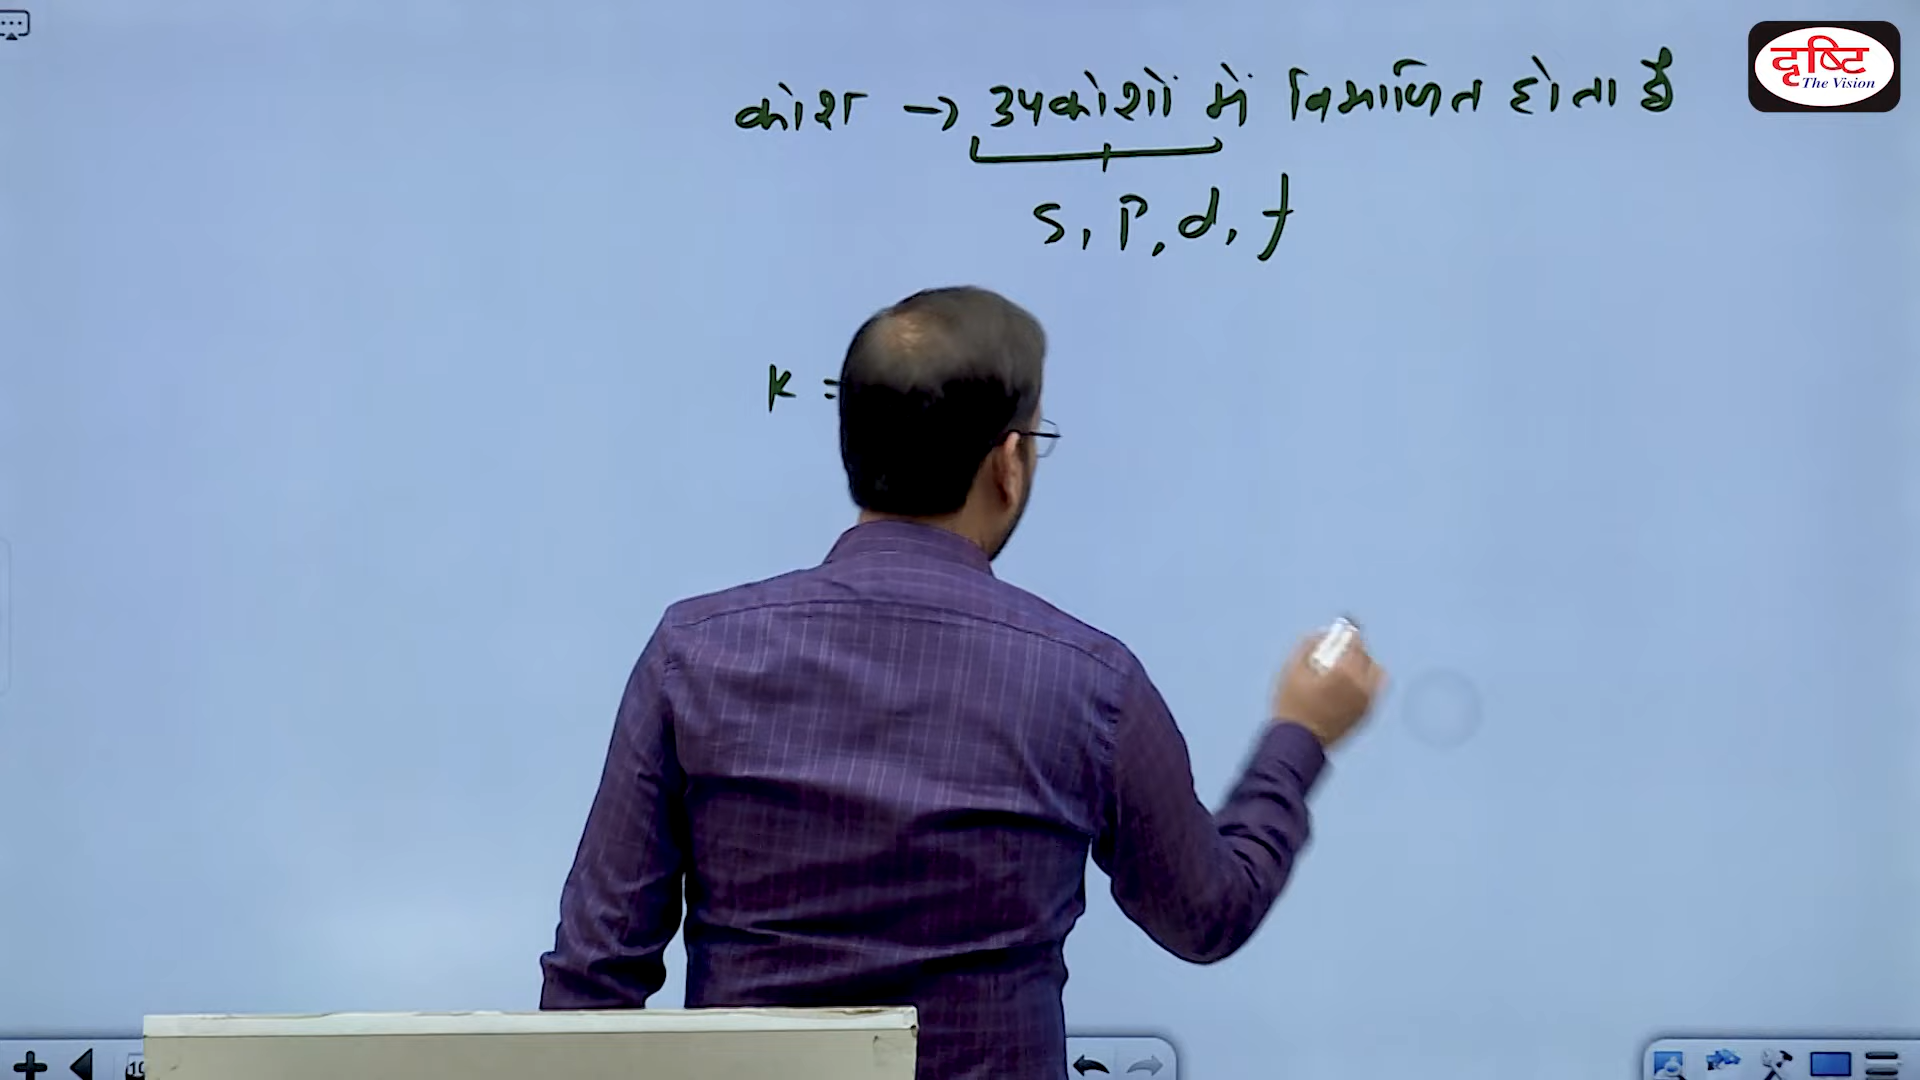 दृष्टि
The Vision
कोश → उपकोशों में विभाजित होता है
s, p, d, f
K =